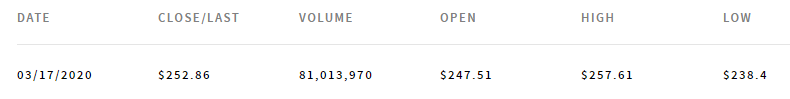 DATE CLOSE/LAST VOLUME OPEN HIGH LOW
03/17/2020 $252.86 81,013,970 $247.51 $257.61 $238.4